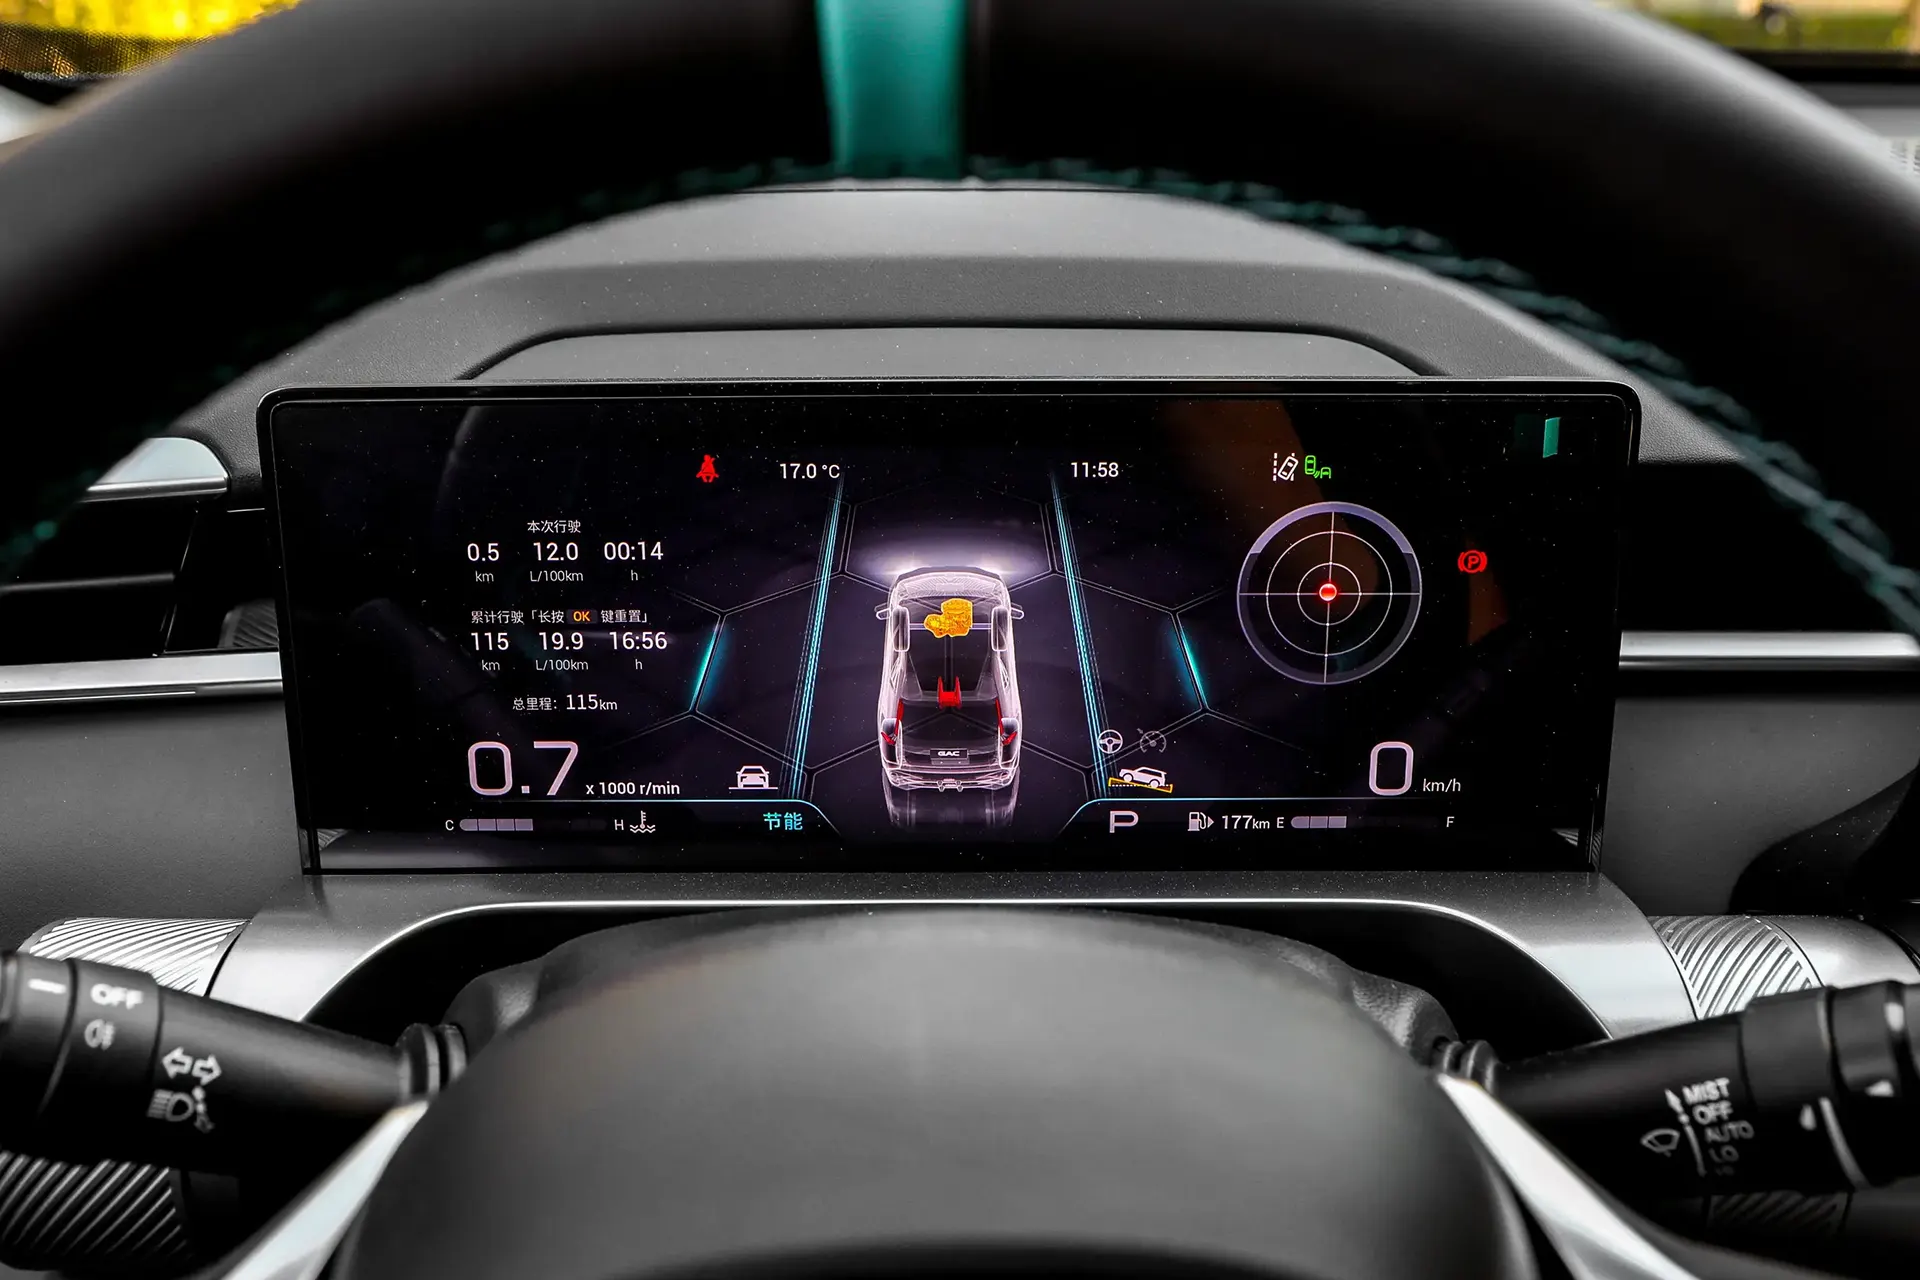 17.0 °C
11:58
本次行驶
0.5 12.0 00:14
km L/100km h
累计行驶「长按 OK 键重置」
115 19.9 16:56
km L/100km h
总里程: 115km
0.7 x 1000 r/min
GAC
0 km/h
C H
节能
P
177km E F
P
OFF
MIST
OFF
AUTO
LO